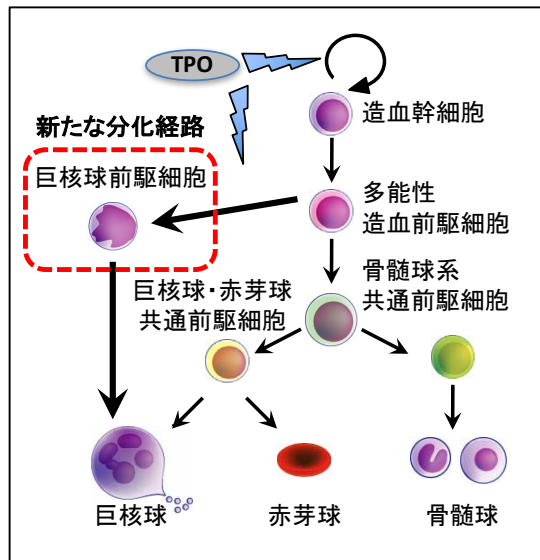 TPO
新たな分化経路
造血幹細胞
巨核球前駆細胞
多能性
造血前駆細胞
骨髄球系
共通前駆細胞
巨核球・赤芽球
共通前駆細胞
巨核球
赤芽球
骨髄球